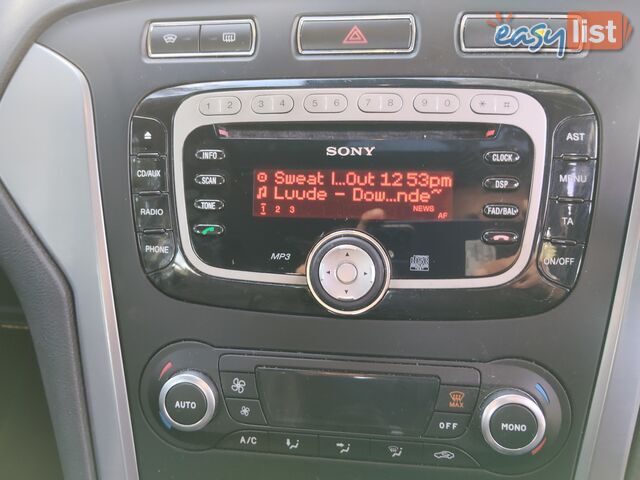 easylist
1 2 3 4 5 6 7 8 9 0 * #
SONY
AST
INFO
CLOCK
CD/AUX
Sweat I...Out 12 53pm
MENU
SCAN
DSP
Luude - Dow...nde
RADIO
TONE
1 2 3
NEWS
FAD/BAL
TA
AF
PHONE
MP3
ON/OFF
AUTO
MAX
OFF
MONO
A/C